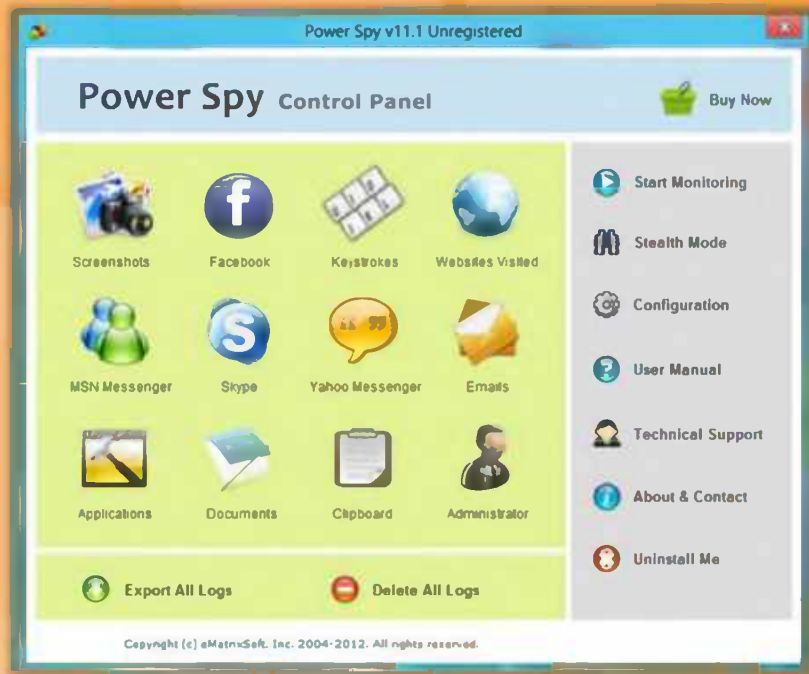 Power Spy v11.1 Unregistered
Power Spy Control Panel
Buy Now
Screenshots
Facebook
Keystrokes
Websites Visited
MSN Messenger
Skype
Yahoo Messenger
Emails
Applications
Documents
Clipboard
Administrator
Export All Logs
Delete All Logs
Start Monitoring
Stealth Mode
Configuration
User Manual
Technical Support
About & Contact
Uninstall Me
Copyright (c) eMatrixSoft, Inc. 2004-2012. All rights reserved.